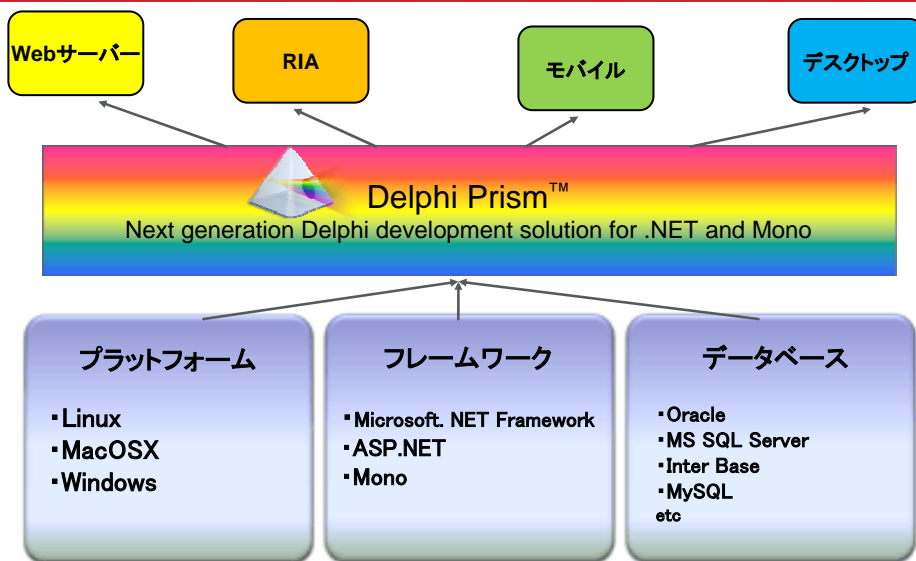 Webサーバー
RIA
モバイル
デスクトップ
Delphi Prism™
Next generation Delphi development solution for .NET and Mono
プラットフォーム
・Linux
・MacOSX
・Windows
フレームワーク
・Microsoft. NET Framework
・ASP.NET
・Mono
データベース
・Oracle
・MS SQL Server
・Inter Base
・MySQL
etc